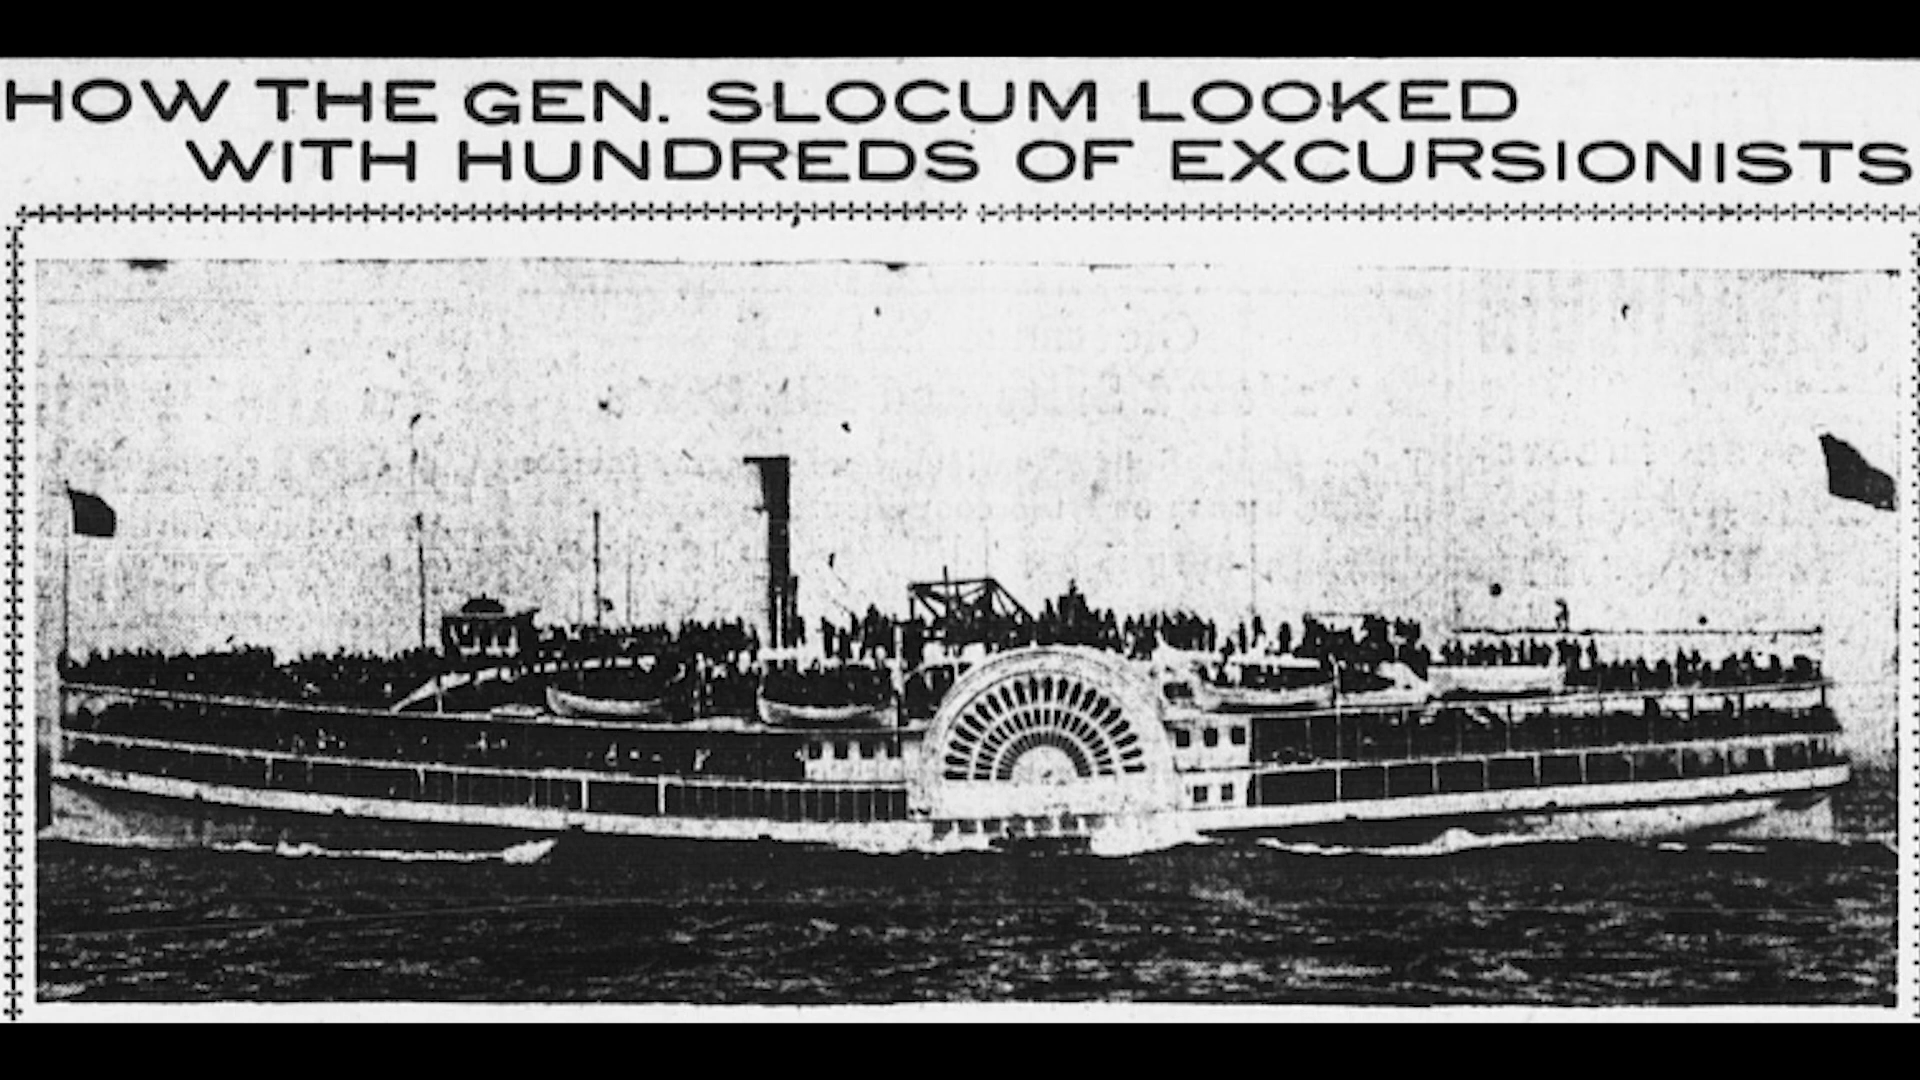 HOW THE GEN. SLOCUM LOOKED
WITH HUNDREDS OF EXCURSIONISTS